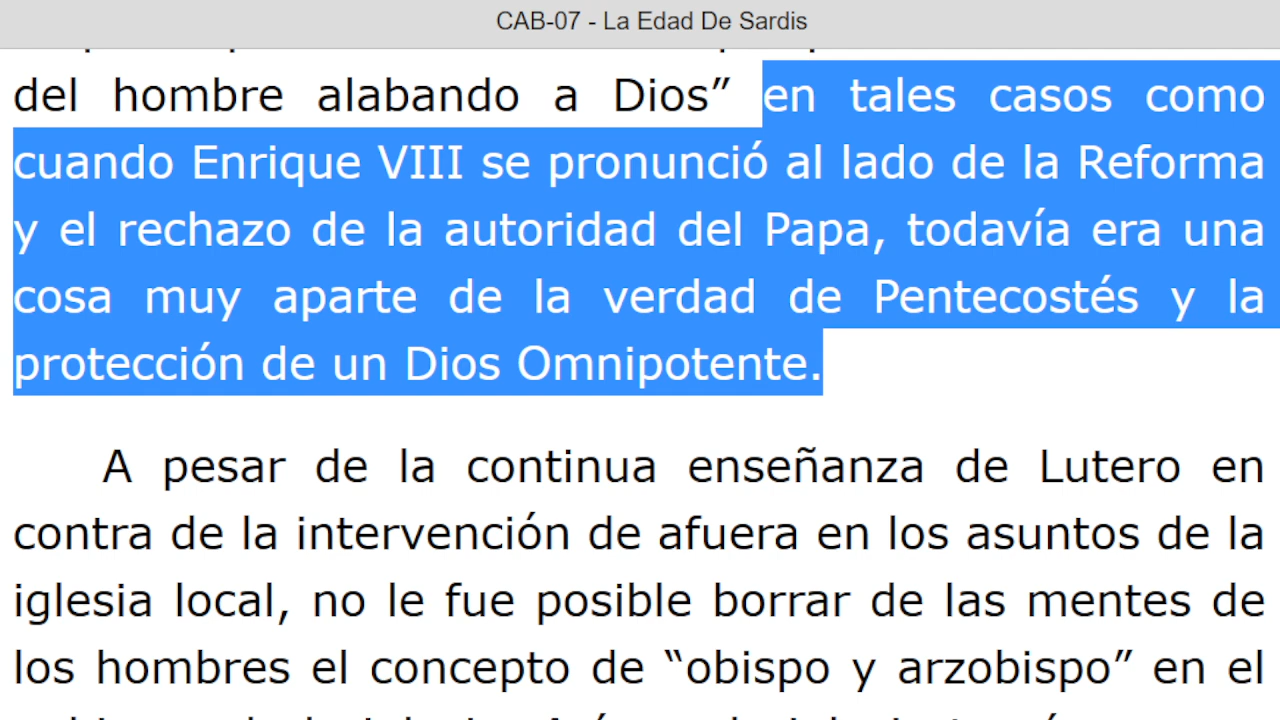 CAB-07 - La Edad De Sardis
del hombre alabando a Dios” en tales casos como
cuando Enrique VIII se pronunció al lado de la Reforma
y el rechazo de la autoridad del Papa, todavía era una
cosa muy aparte de la verdad de Pentecostés y la
protección de un Dios Omnipotente.
A pesar de la continua enseñanza de Lutero en
contra de la intervención de afuera en los asuntos de la
iglesia local, no le fue posible borrar de las mentes de
los hombres el concepto de “obispo y arzobispo” en el